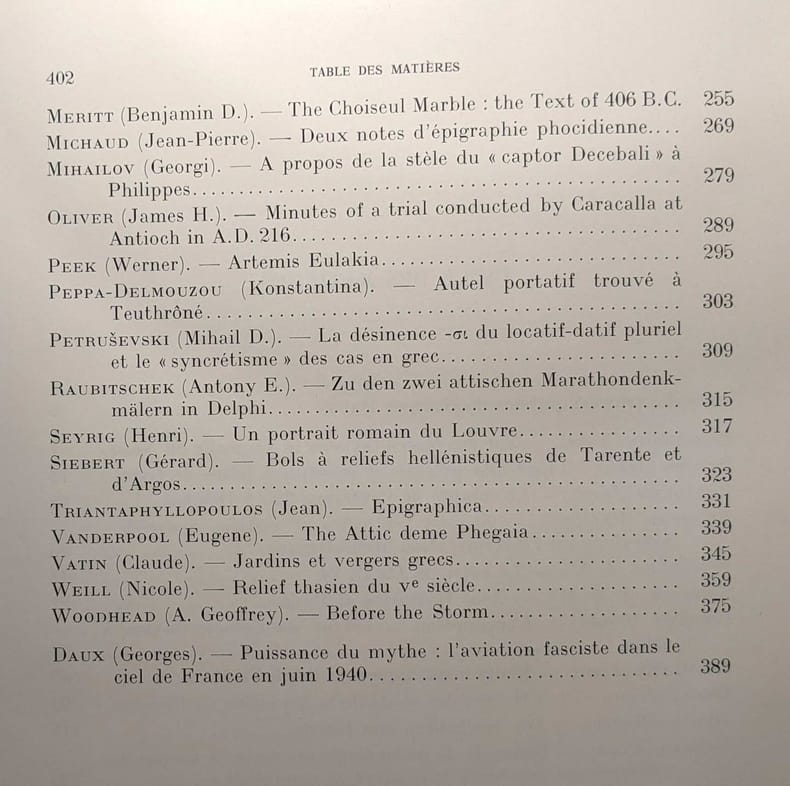 402 TABLE DES MATIÈRES
MERITT (Benjamin D.). — The Choiseul Marble : the Text of 406 B.C. 255
MICHAUD (Jean-Pierre). — Deux notes d'épigraphie phocidienne.... 269
MIHAILOV (Georgi). — A propos de la stèle du « captor Decebali » à
Philippes.................................................. 279
OLIVER (James H.). — Minutes of a trial conducted by Caracalla at
Antioch in A.D. 216........................................ 289
PEEK (Werner). — Artemis Eulakia............................... 295
PEPPA-DELMOUZOU (Konstantina). — Autel portatif trouvé à
Teuthrôné.................................................. 303
PETRUŠEVSKI (Mihail D.). — La désinence -σι du locatif-datif pluriel
et le « syncrétisme » des cas en grec........................... 309
RAUBITSCHEK (Antony E.). — Zu den zwei attischen Marathondenk-
mälern in Delphi........................................... 315
SEYRIG (Henri). — Un portrait romain du Louvre................ 317
SIEBERT (Gérard). — Bols à reliefs hellénistiques de Tarente et
d'Argos.................................................... 323
TRIANTAPHYLLOPOULOS (Jean). — Epigraphica.................... 331
VANDERPOOL (Eugene). — The Attic deme Phegaia............... 339
VATIN (Claude). — Jardins et vergers grecs....................... 345
WEILL (Nicole). — Relief thasien du Vᵉ siècle..................... 359
WOODHEAD (A. Geoffrey). — Before the Storm................... 375
DAUX (Georges). — Puissance du mythe : l'aviation fasciste dans le
ciel de France en juin 1940................................ 389